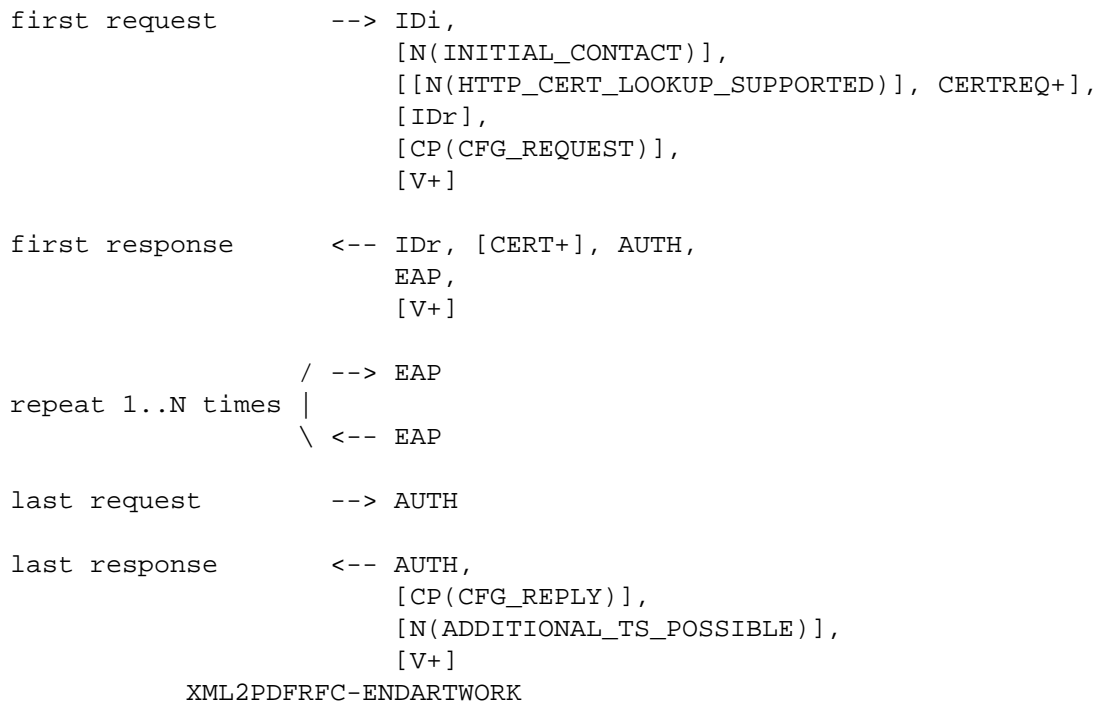 first request        --> IDi,
                         [N(INITIAL_CONTACT)],
                         [[N(HTTP_CERT_LOOKUP_SUPPORTED)], CERTREQ+],
                         [IDr],
                         [CP(CFG_REQUEST)],
                         [V+]
first response       <-- IDr, [CERT+], AUTH,
                         EAP,
                         [V+]
                   / --> EAP
repeat 1..N times |
                   \ <-- EAP
last request         --> AUTH
last response        <-- AUTH,
                         [CP(CFG_REPLY)],
                         [N(ADDITIONAL_TS_POSSIBLE)],
                         [V+]
            XML2PDFRFC-ENDARTWORK